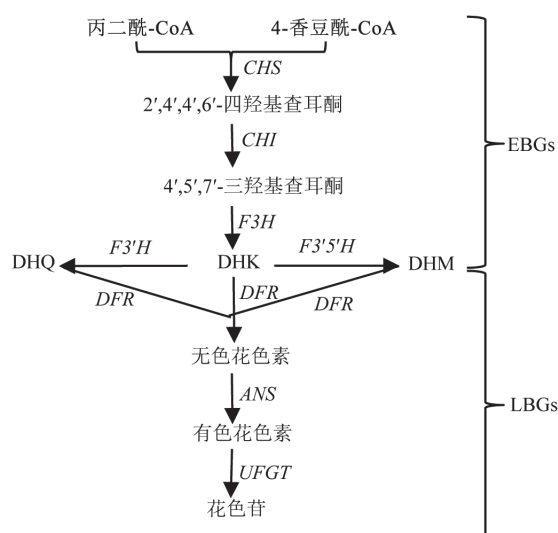 丙二酰-CoA 4-香豆酰-CoA
CHS
2′,4′,4′,6′-四羟基查耳酮
CHI
EBGs
4′,5′,7′-三羟基查耳酮
F3H
DHQ F3′H DHK F3′5′H DHM
DFR DFR DFR
无色花色素
ANS
LBGs
有色花色素
UFGT
花色苷